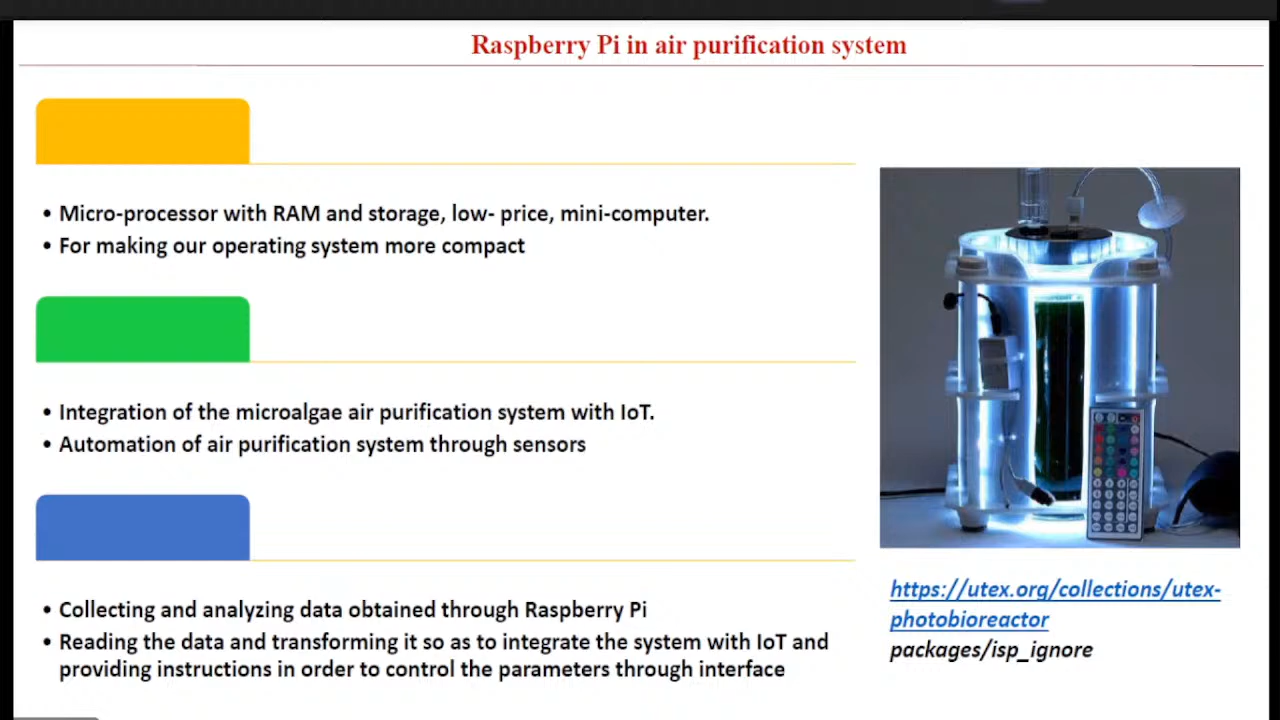 Raspberry Pi in air purification system
• Micro-processor with RAM and storage, low- price, mini-computer.
• For making our operating system more compact
• Integration of the microalgae air purification system with IoT.
• Automation of air purification system through sensors
• Collecting and analyzing data obtained through Raspberry Pi
• Reading the data and transforming it so as to integrate the system with IoT and
providing instructions in order to control the parameters through interface
https://utex.org/collections/utex-
photobioreactor
packages/isp_ignore